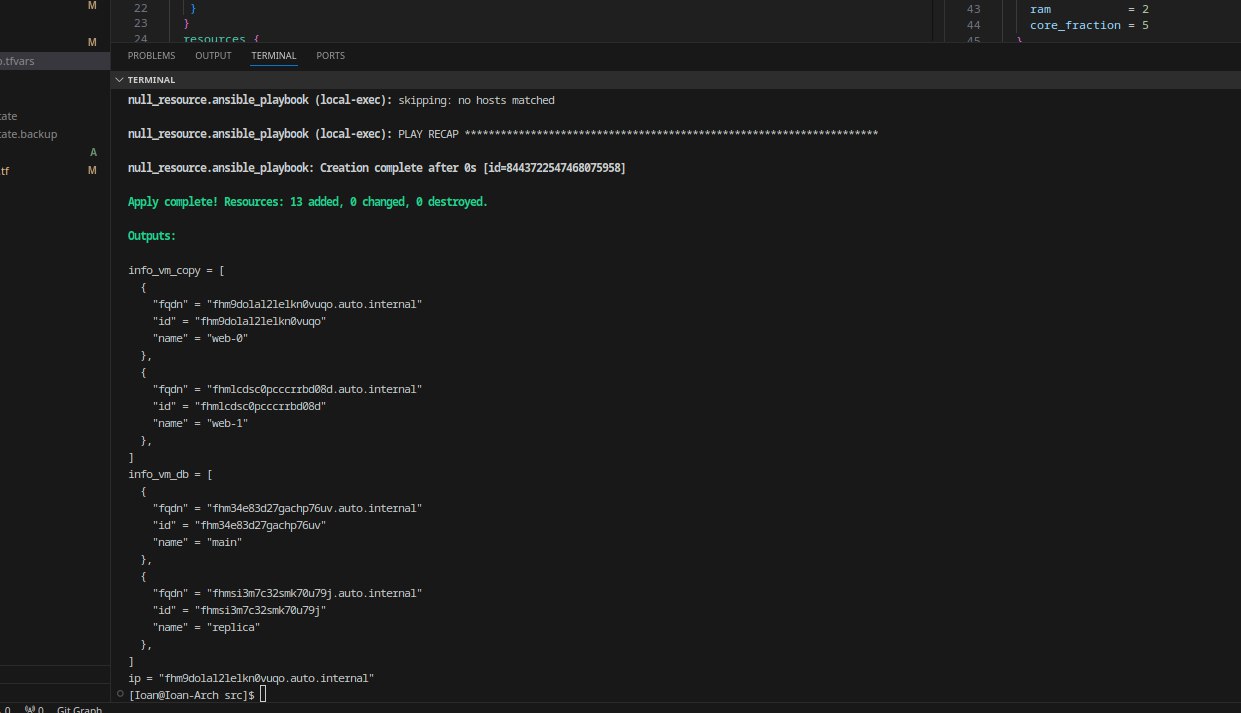 M
22 }
43 ram = 2
23 }
44 core_fraction = 5
M
24 resources {
45 }
.tfvars
PROBLEMS OUTPUT TERMINAL PORTS
TERMINAL
null_resource.ansible_playbook (local-exec): skipping: no hosts matched
ate
null_resource.ansible_playbook (local-exec): PLAY RECAP *********************************************************************
ate.backup
A
null_resource.ansible_playbook: Creation complete after 0s [id=8443722547468075958]
tf M
Apply complete! Resources: 13 added, 0 changed, 0 destroyed.
Outputs:
info_vm_copy = [
{
"fqdn" = "fhm9dolal2lelkn0vuqo.auto.internal"
"id" = "fhm9dolal2lelkn0vuqo"
"name" = "web-0"
},
{
"fqdn" = "fhmlcdsc0pcccrrbd08d.auto.internal"
"id" = "fhmlcdsc0pcccrrbd08d"
"name" = "web-1"
},
]
info_vm_db = [
{
"fqdn" = "fhm34e83d27gachp76uv.auto.internal"
"id" = "fhm34e83d27gachp76uv"
"name" = "main"
},
{
"fqdn" = "fhmsi3m7c32smk70u79j.auto.internal"
"id" = "fhmsi3m7c32smk70u79j"
"name" = "replica"
},
]
ip = "fhm9dolal2lelkn0vuqo.auto.internal"
[Ioan@Ioan-Arch src]$
0 0 Git Graph